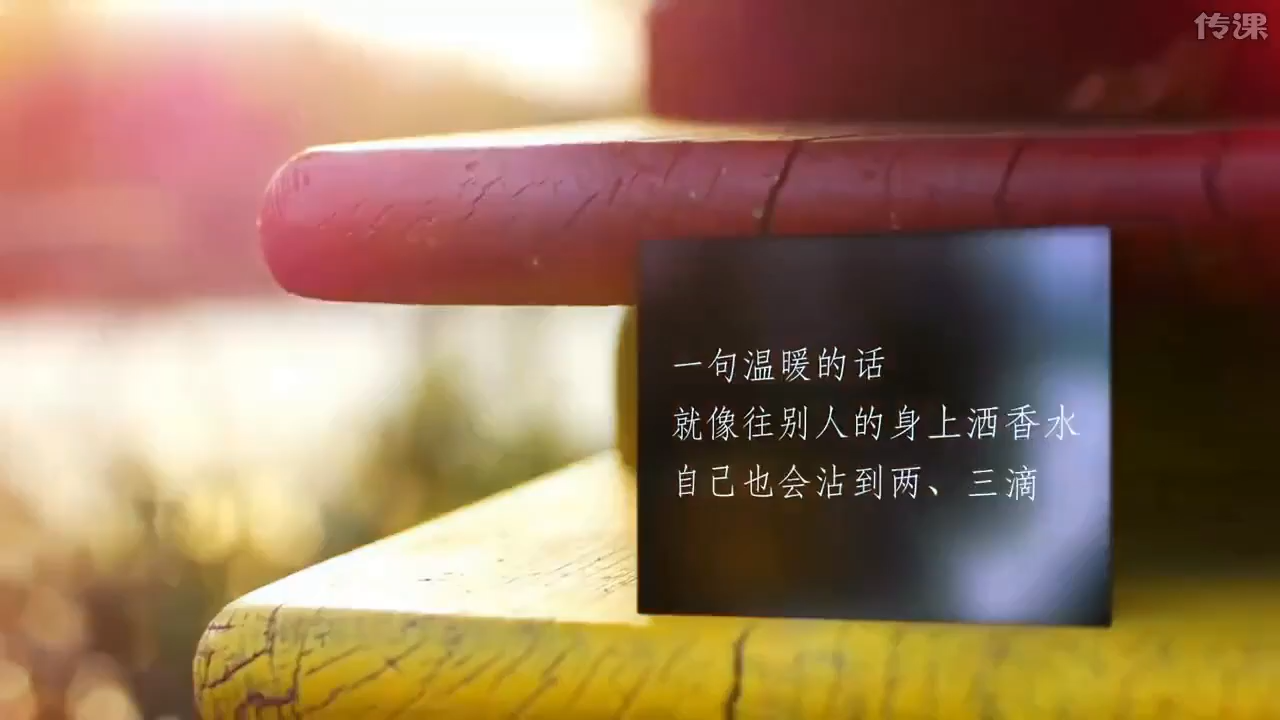 传课
一句温暖的话
就像往别人的身上洒香水
自己也会沾到两、三滴